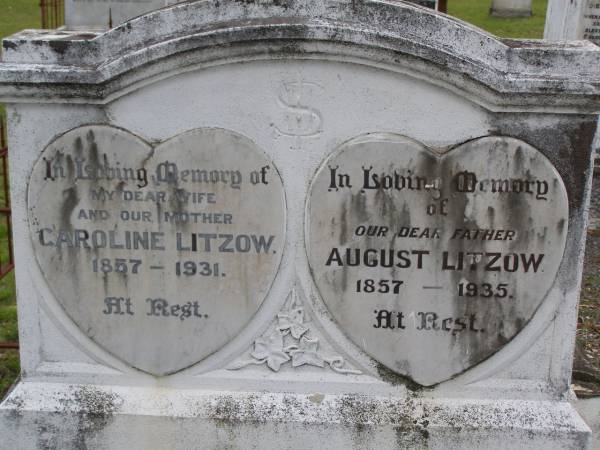 In Loving Memory of
MY DEAR WIFE
AND OUR MOTHER
CAROLINE LITZOW.
1857 – 1931.
At Rest.
In Loving Memory
of
OUR DEAR FATHER
AUGUST LITZOW.
1857 – 1935.
At Rest.